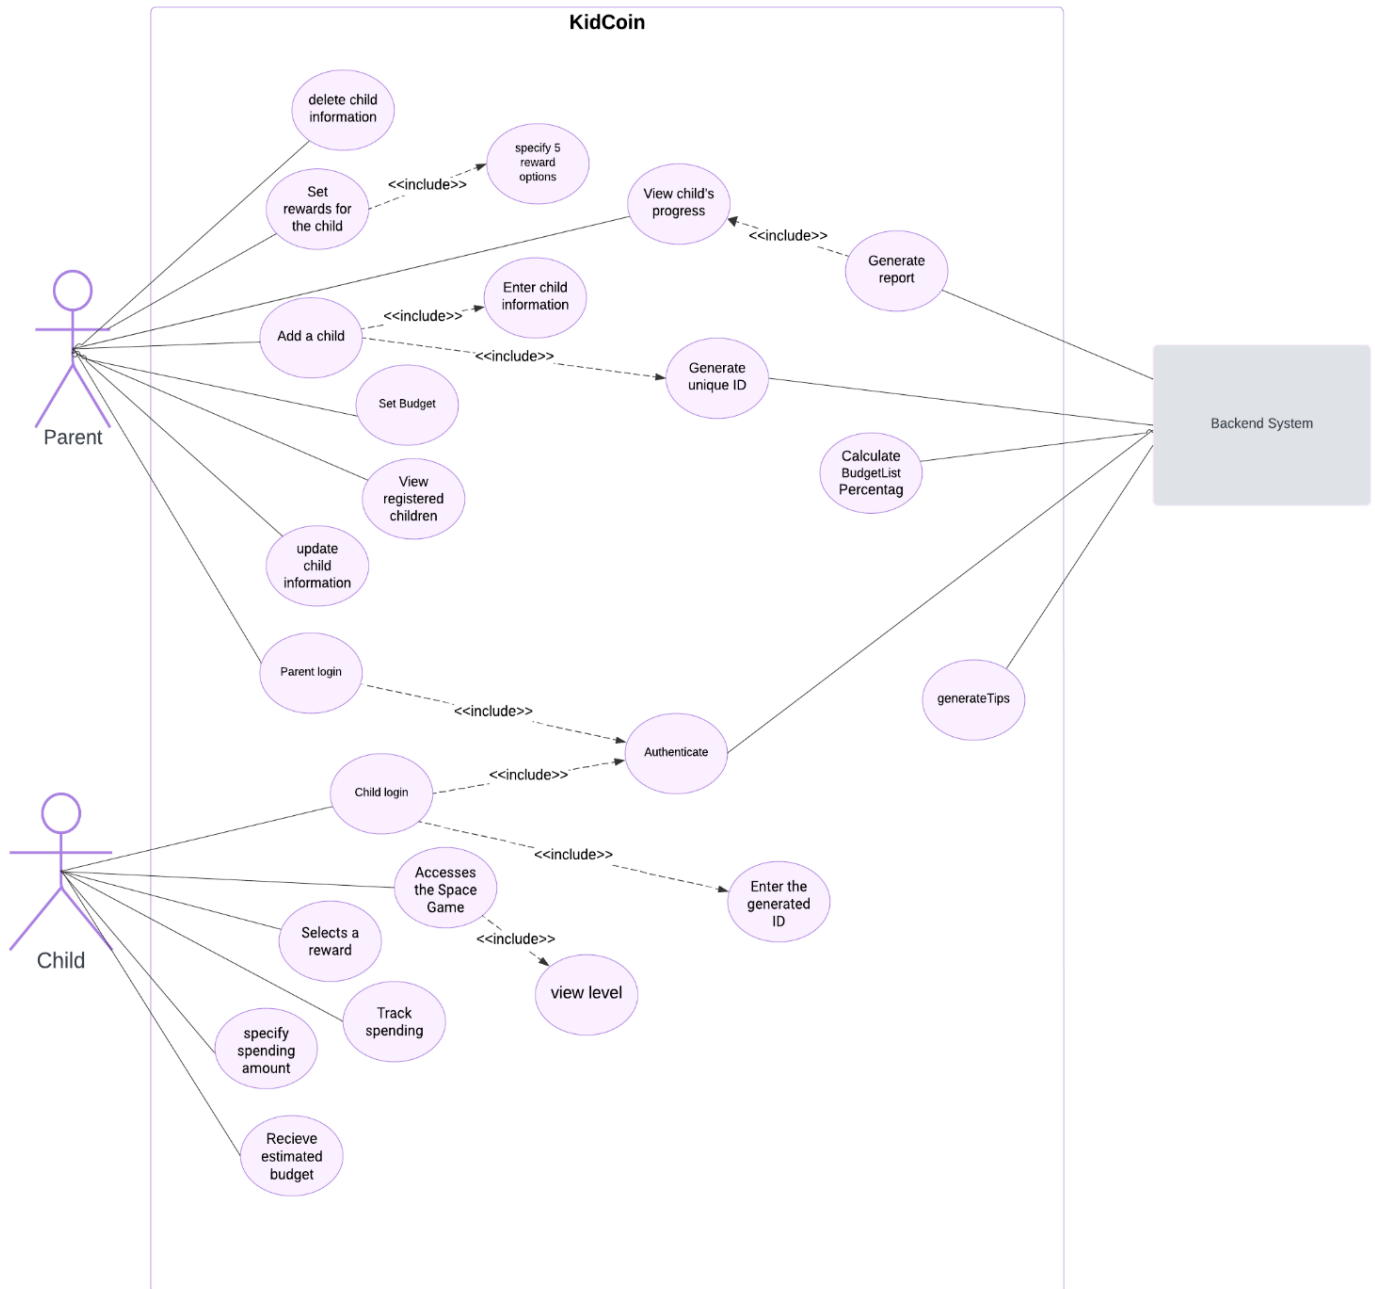 KidCoin
delete child
information
specify 5
reward
options
<<include>>
Set
rewards for
the child
View child's
progress
<<include>>
Generate
report
Enter child
information
<<include>>
Add a child
<<include>>
Generate
unique ID
Set Budget
Parent
Backend System
Calculate
BudgetList
Percentag
View
registered
children
update
child
information
Parent login
<<include>>
generateTips
Authenticate
<<include>>
Child login
<<include>>
Accesses
the Space
Game
Enter the
generated
ID
Selects a
reward
<<include>>
Child
view level
Track
spending
specify
spending
amount
Recieve
estimated
budget